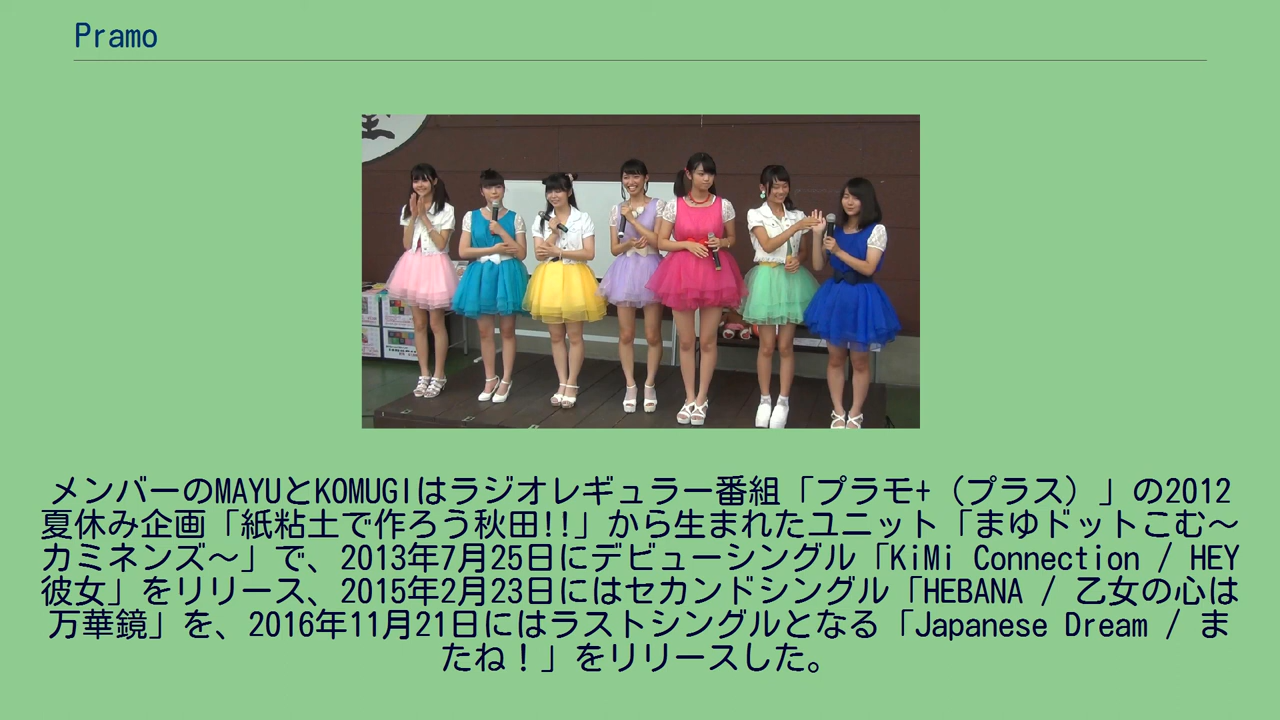 Pramo
メンバーのMAYUとKOMUGIはラジオレギュラー番組「プラモ+（プラス）」の2012
夏休み企画「紙粘土で作ろう秋田!!」から生まれたユニット「まゆドットこむ〜
カミネンズ〜」で、2013年7月25日にデビューシングル「KiMi Connection / HEY
彼女」をリリース、2015年2月23日にはセカンドシングル「HEBANA / 乙女の心は
万華鏡」を、2016年11月21日にはラストシングルとなる「Japanese Dream / ま
たね！」をリリースした。